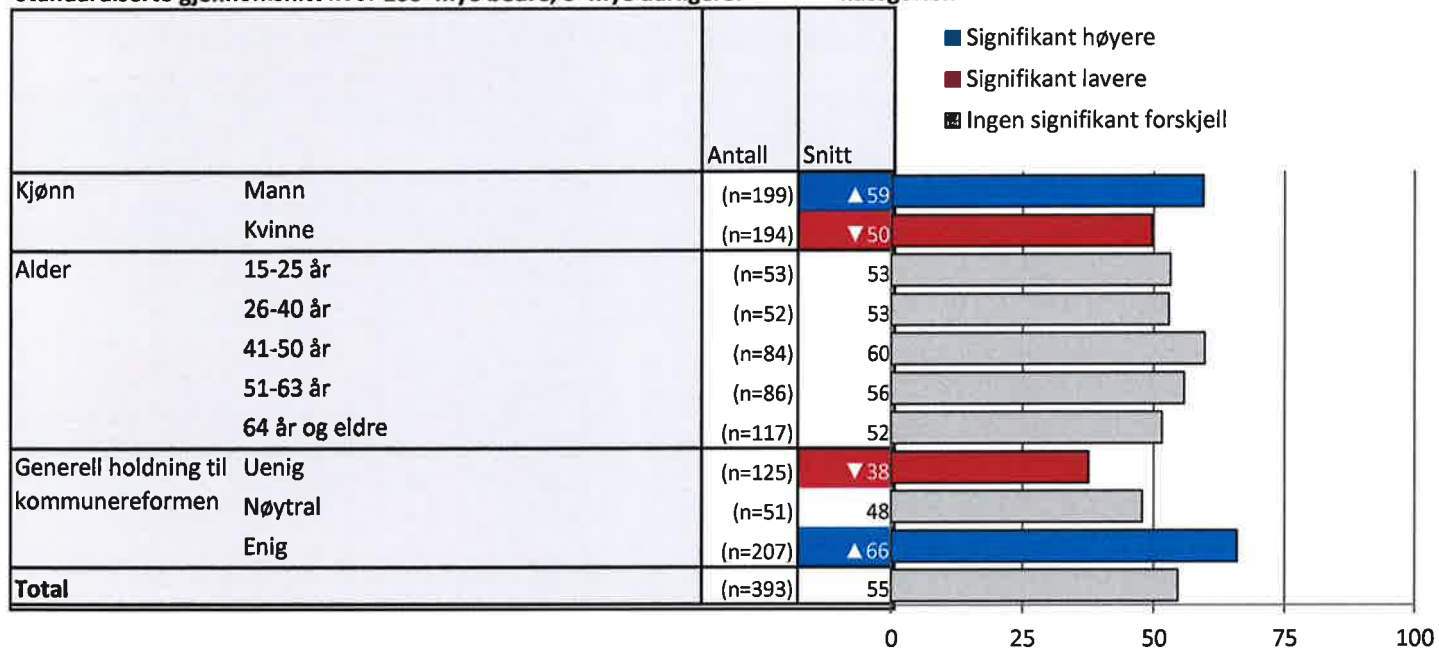 Signifikant høyere
Signifikant lavere
Ingen signifikant forskjell
Antall Snitt
Kjønn Mann (n=199) ▲59
Kvinne (n=194) ▼50
Alder 15-25 år (n=53) 53
26-40 år (n=52) 53
41-50 år (n=84) 60
51-63 år (n=86) 56
64 år og eldre (n=117) 52
Generell holdning til Uenig (n=125) ▼38
kommunereformen Nøytral (n=51) 48
Enig (n=207) ▲66
Total (n=393) 55
0 25 50 75 100